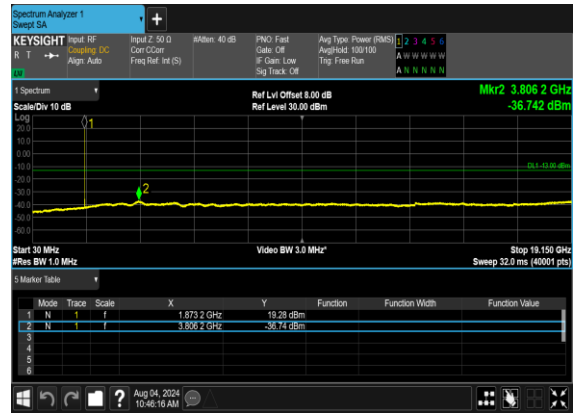 Spectrum Analyzer 1
Swept SA
+
KEYSIGHT Input: RF Input Z: 50 Ω #Atten: 40 dB PNO: Fast Avg Type: Power (RMS) 1 2 3 4 5 6
R T Coupling: DC Corr CCorr Gate: Off Avg|Hold: 100/100 A W W W W W
Align: Auto Freq Ref: Int (S) IF Gain: Low Trig: Free Run
Sig Track: Off A N N N N N
LW
1 Spectrum Ref Lvl Offset 8.00 dB Mkr2 3.806 2 GHz
Scale/Div 10 dB Ref Level 30.00 dBm -36.742 dBm
Log
1
20.0
10.0
0.00
-10.0 DL1 -13.00 dBm
-20.0
-30.0 2
-40.0
-50.0
-60.0
Start 30 MHz Video BW 3.0 MHz* Stop 19.150 GHz
#Res BW 1.0 MHz Sweep 32.0 ms (40001 pts)
5 Marker Table
Mode Trace Scale X Y Function Function Width Function Value
1 N 1 f 1.873 2 GHz 19.28 dBm
2 N 1 f 3.806 2 GHz -36.74 dBm
3
4
5
6
? Aug 04, 2024
10:46:16 AM